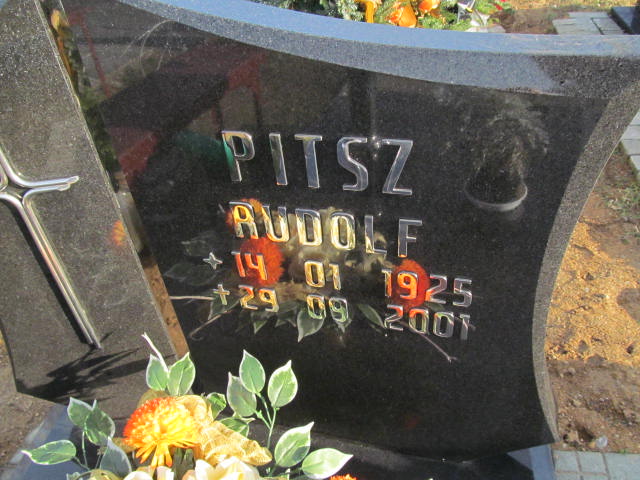 PITSZ
RUDOLF
* 14 01 1925
+ 29 09 2001